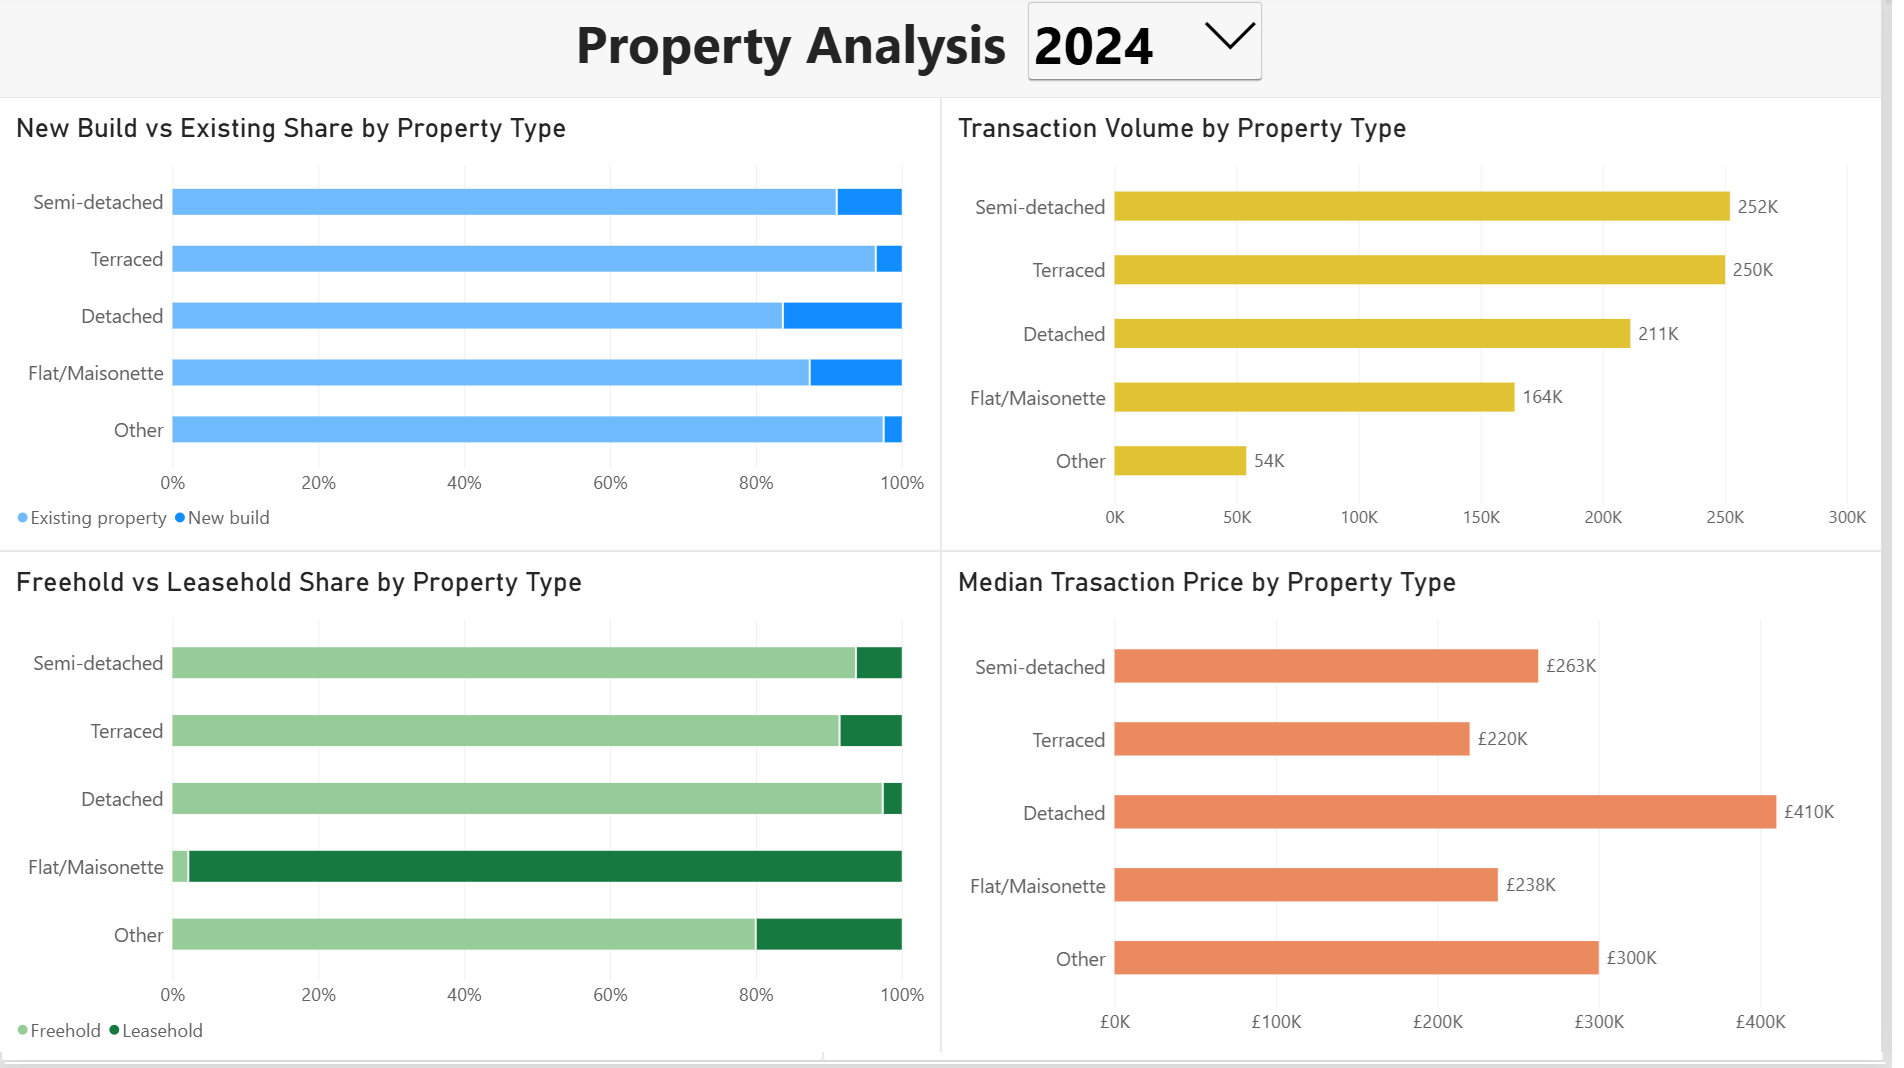 Property Analysis 2024
New Build vs Existing Share by Property Type
Semi-detached
Terraced
Detached
Flat/Maisonette
Other
0% 20% 40% 60% 80% 100%
Existing property New build
Transaction Volume by Property Type
Semi-detached 252K
Terraced 250K
Detached 211K
Flat/Maisonette 164K
Other 54K
0K 50K 100K 150K 200K 250K 300K
Freehold vs Leasehold Share by Property Type
Semi-detached
Terraced
Detached
Flat/Maisonette
Other
0% 20% 40% 60% 80% 100%
Freehold Leasehold
Median Trasaction Price by Property Type
Semi-detached £263K
Terraced £220K
Detached £410K
Flat/Maisonette £238K
Other £300K
£0K £100K £200K £300K £400K